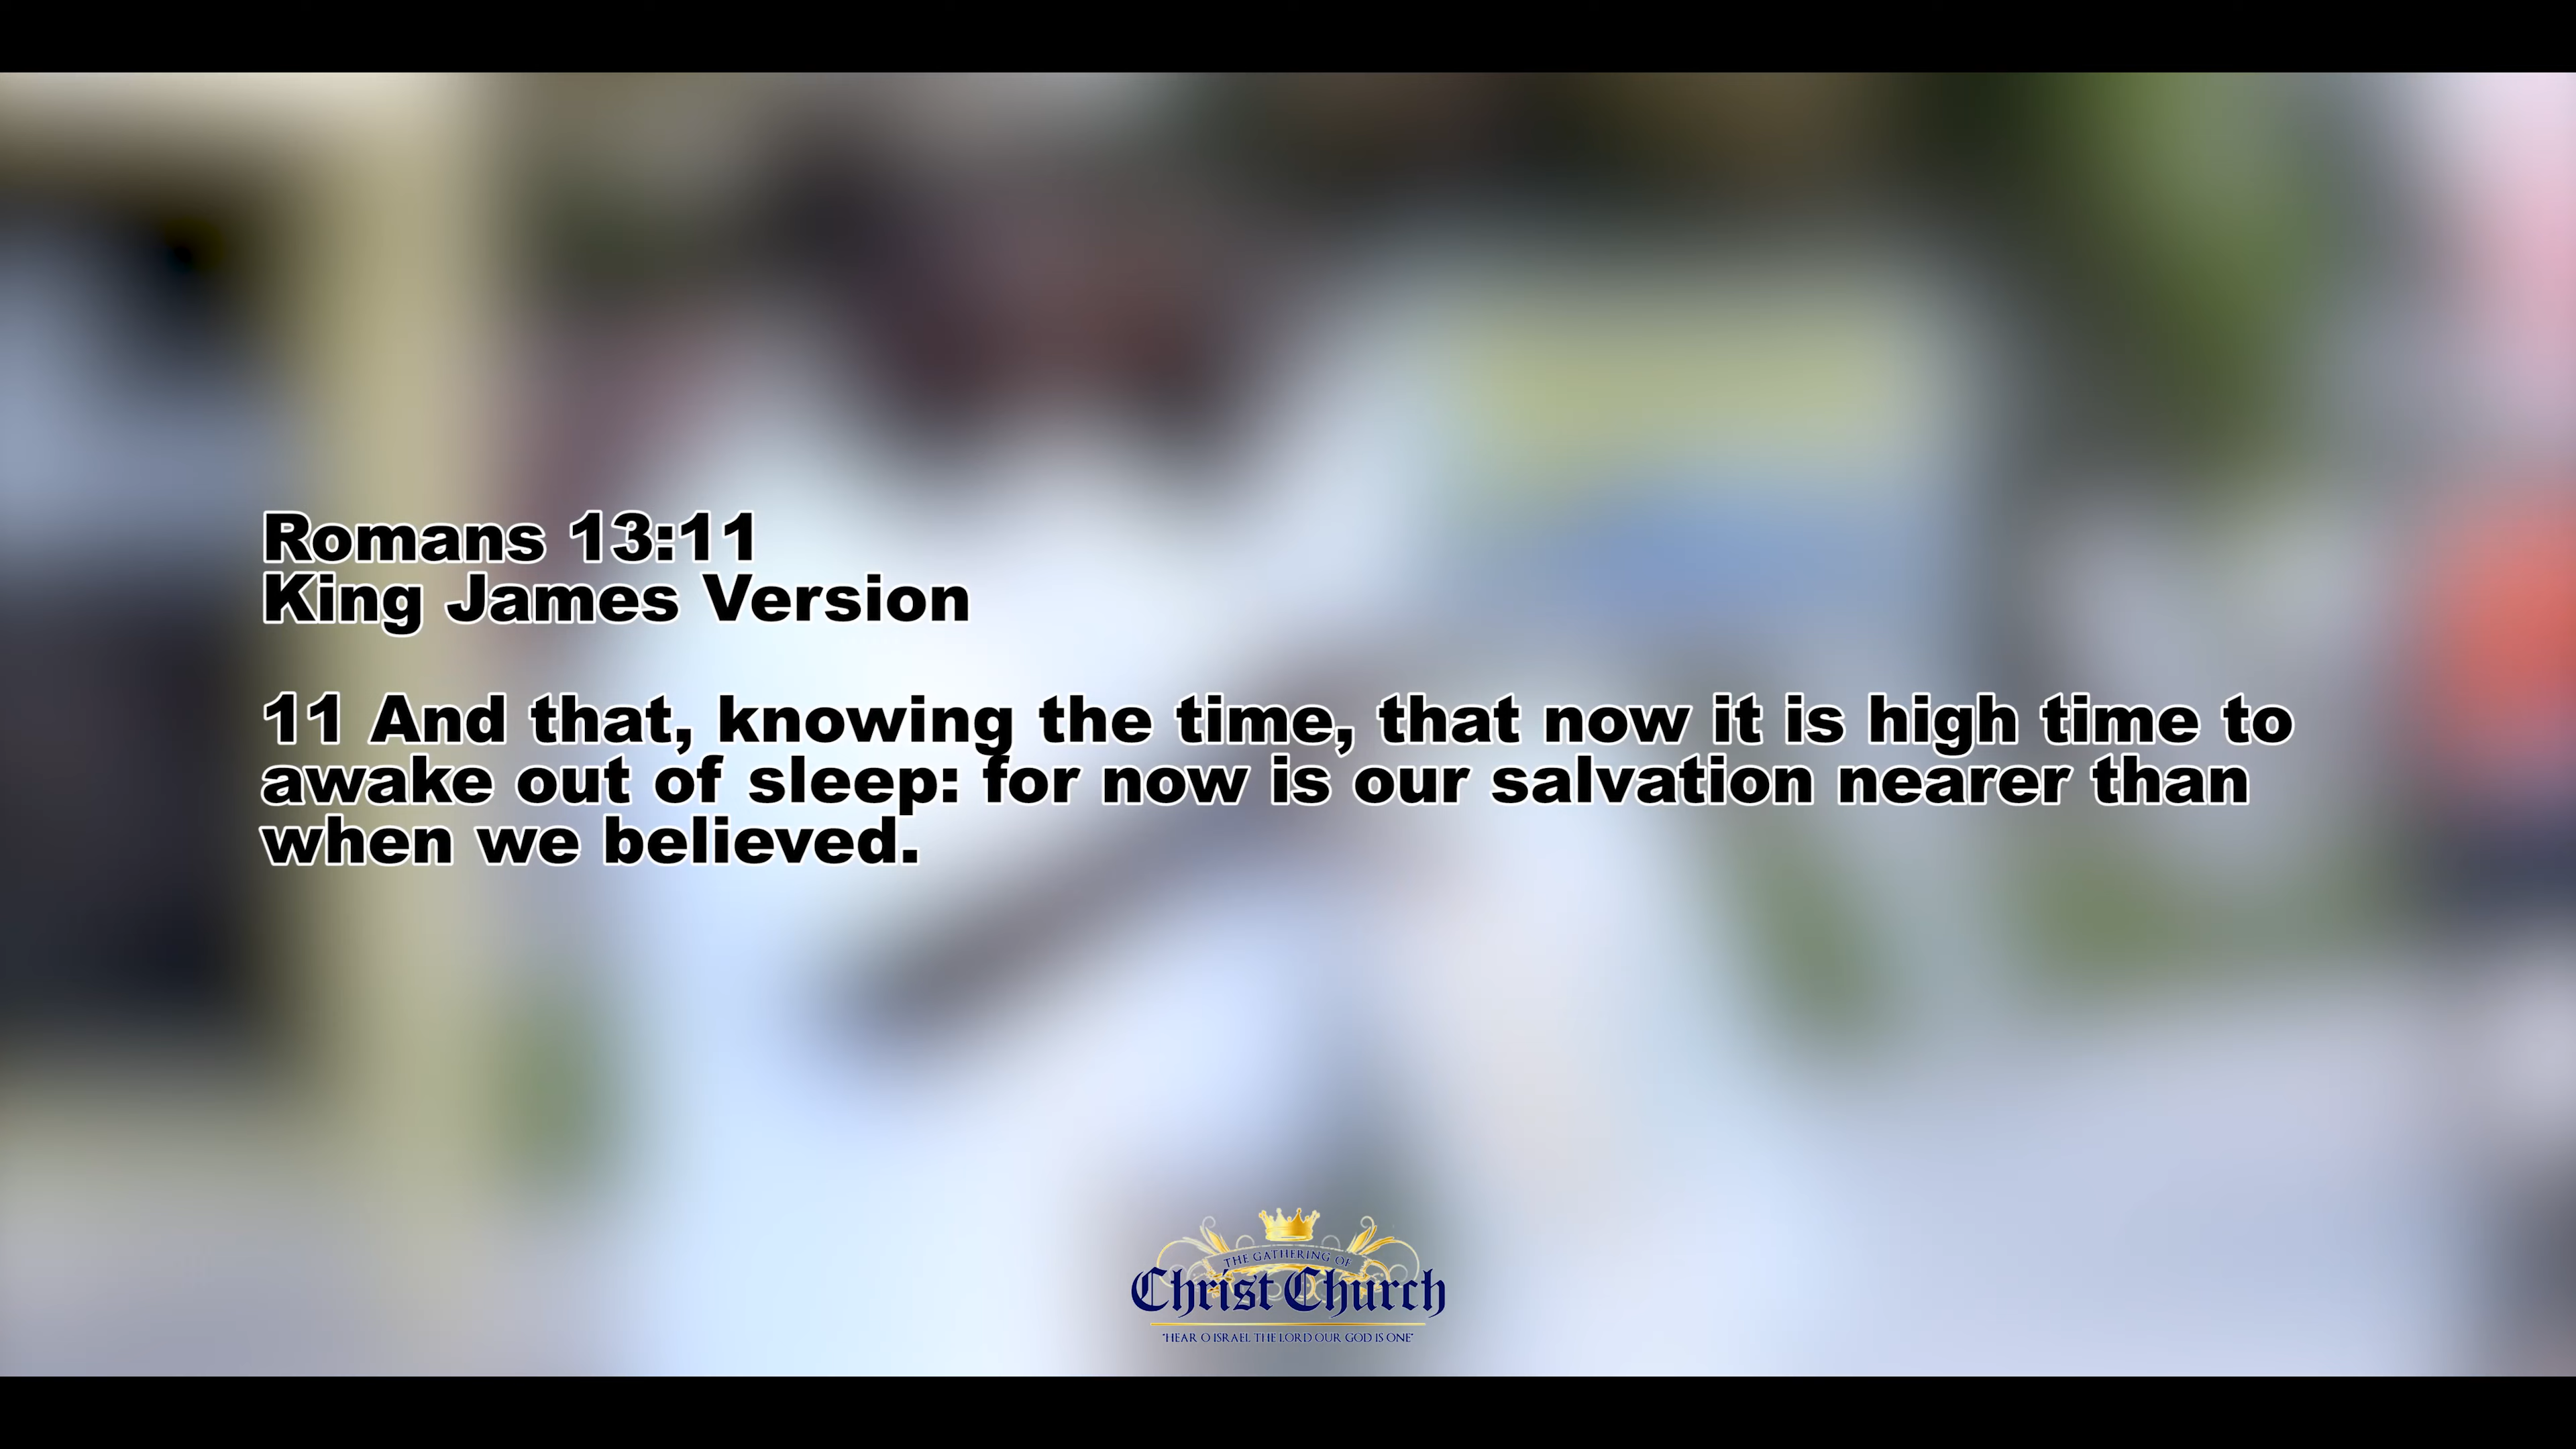 Romans 13:11
King James Version
11 And that, knowing the time, that now it is high time to
awake out of sleep: for now is our salvation nearer than
when we believed.
THE GATHERING OF
Christ Church
"HEAR O ISRAEL THE LORD OUR GOD IS ONE"